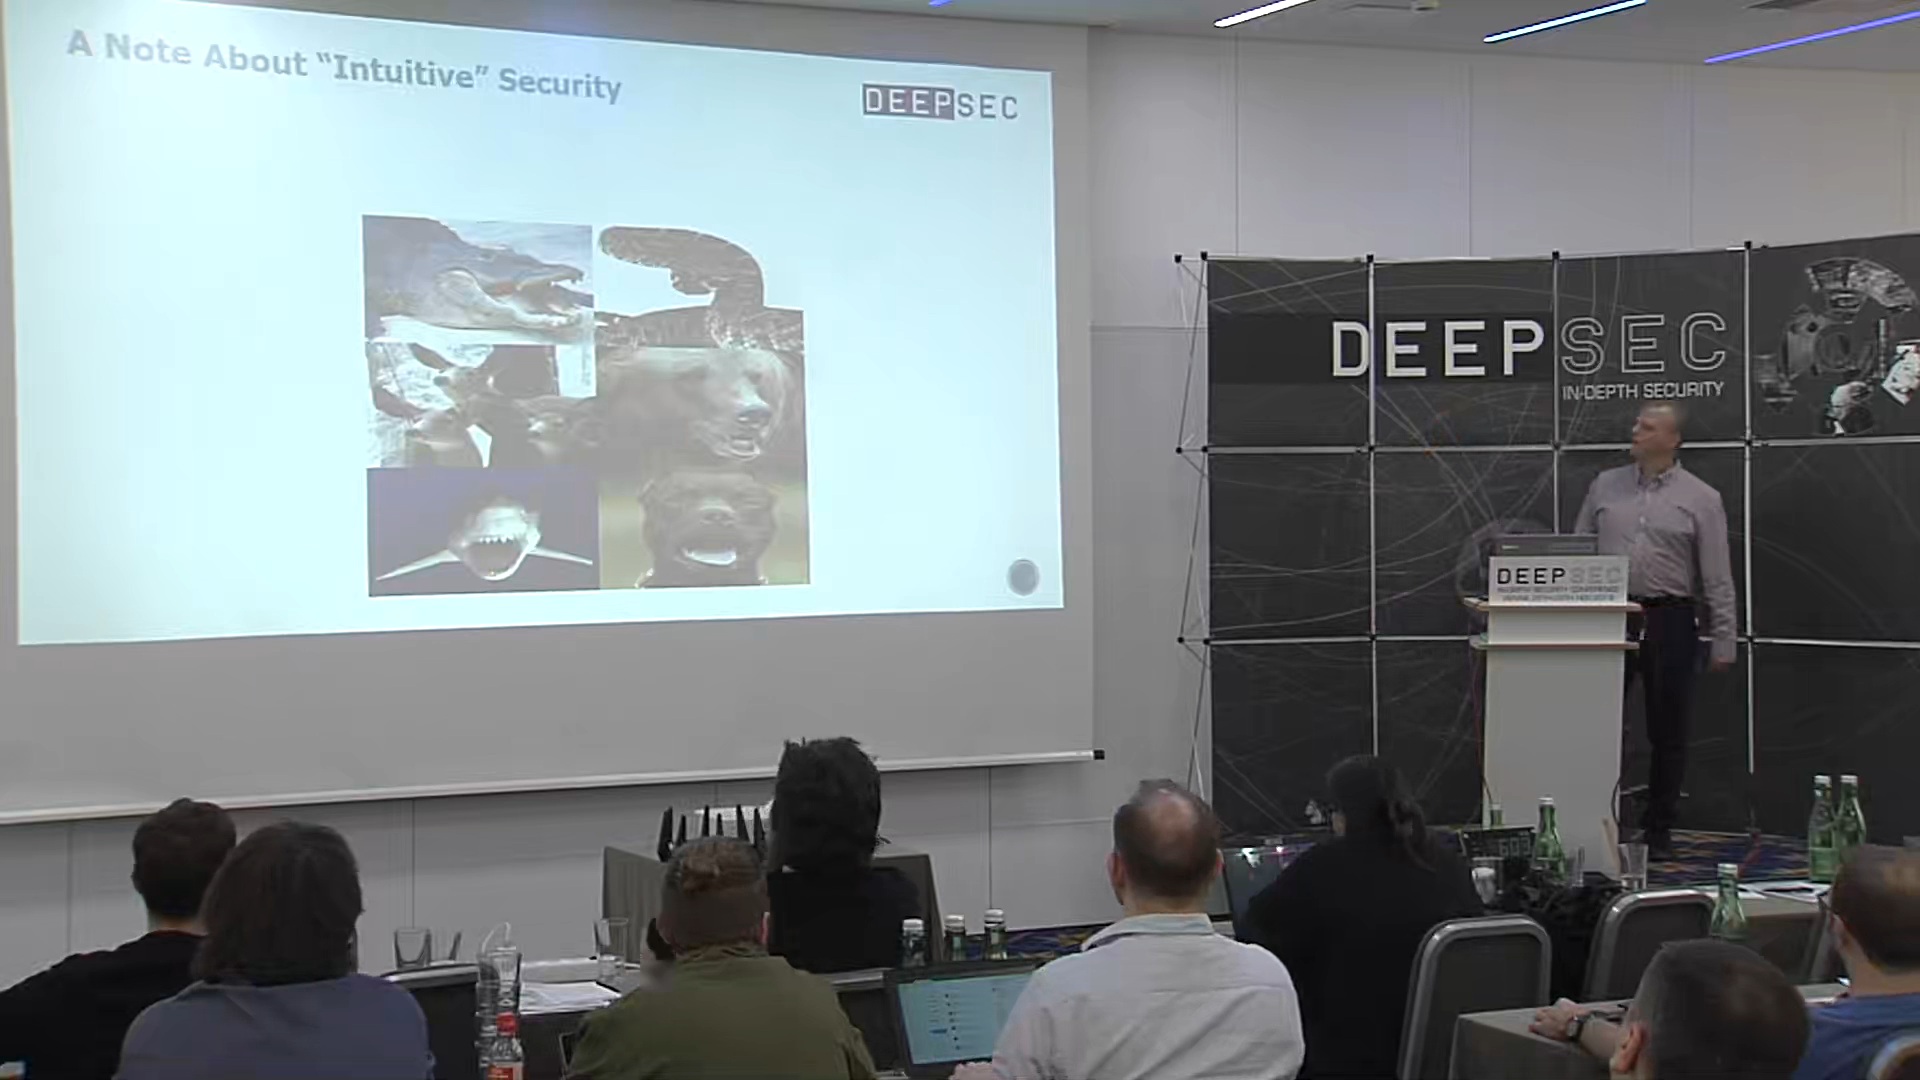 A Note About “Intuitive” Security
DEEPSEC
DEEPSEC
IN-DEPTH SECURITY
DEEPSEC